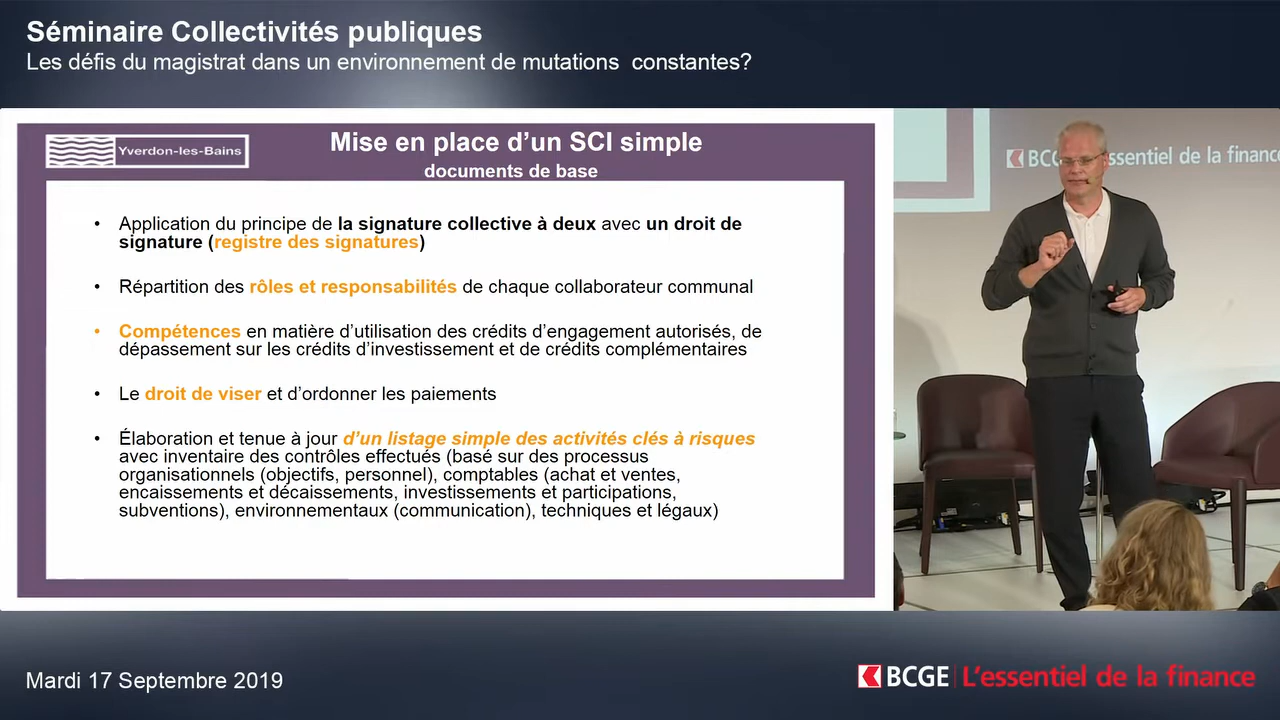 Séminaire Collectivités publiques
Les défis du magistrat dans un environnement de mutations constantes?
Yverdon-les-Bains
Mise en place d’un SCI simple
documents de base
• Application du principe de la signature collective à deux avec un droit de
signature (registre des signatures)
• Répartition des rôles et responsabilités de chaque collaborateur communal
• Compétences en matière d’utilisation des crédits d’engagement autorisés, de
dépassement sur les crédits d’investissement et de crédits complémentaires
• Le droit de viser et d’ordonner les paiements
• Élaboration et tenue à jour d’un listage simple des activités clés à risques
avec inventaire des contrôles effectués (basé sur des processus
organisationnels (objectifs, personnel), comptables (achat et ventes,
encaissements et décaissements, investissements et participations,
subventions), environnementaux (communication), techniques et légaux)
BCG essentiel de la finance
Mardi 17 Septembre 2019
BCGE L’essentiel de la finance